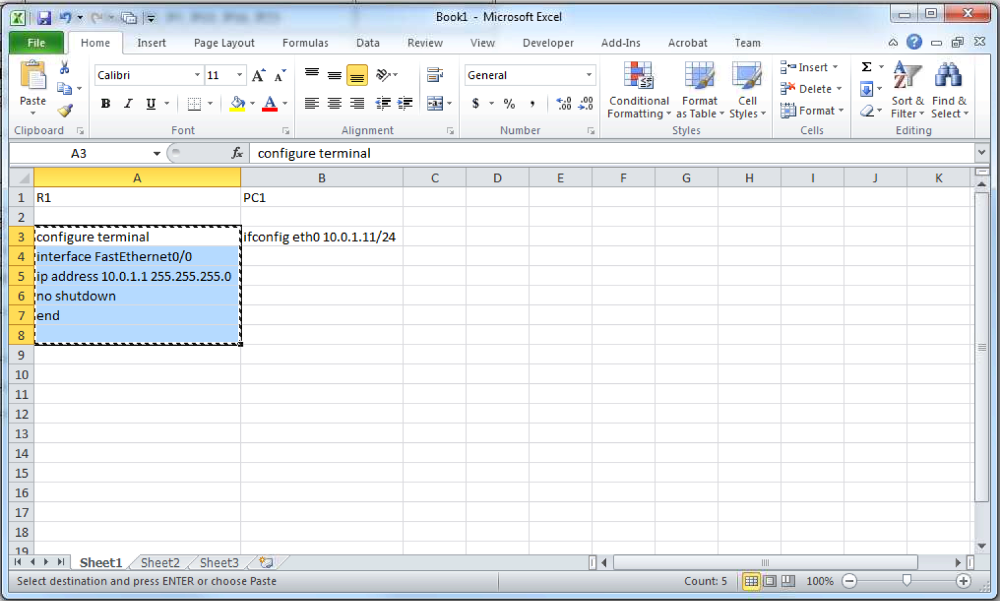 Book1 - Microsoft Excel
File Home Insert Page Layout Formulas Data Review View Developer Add-Ins Acrobat Team
Paste
Clipboard
Calibri 11
B I U
Font
Alignment
General
$ % , .00 .00
Number
Conditional Formatting
Format as Table
Cell Styles
Styles
Insert
Delete
Format
Cells
Σ
Sort & Filter
Find & Select
Editing
A3 fx configure terminal
A B C D E F G H I J K
1 R1 PC1
2
3 configure terminal ifconfig eth0 10.0.1.11/24
4 interface FastEthernet0/0
5 ip address 10.0.1.1 255.255.255.0
6 no shutdown
7 end
8
9
10
11
12
13
14
15
16
17
18
19
Sheet1 Sheet2 Sheet3
Select destination and press ENTER or choose Paste Count: 5 100%